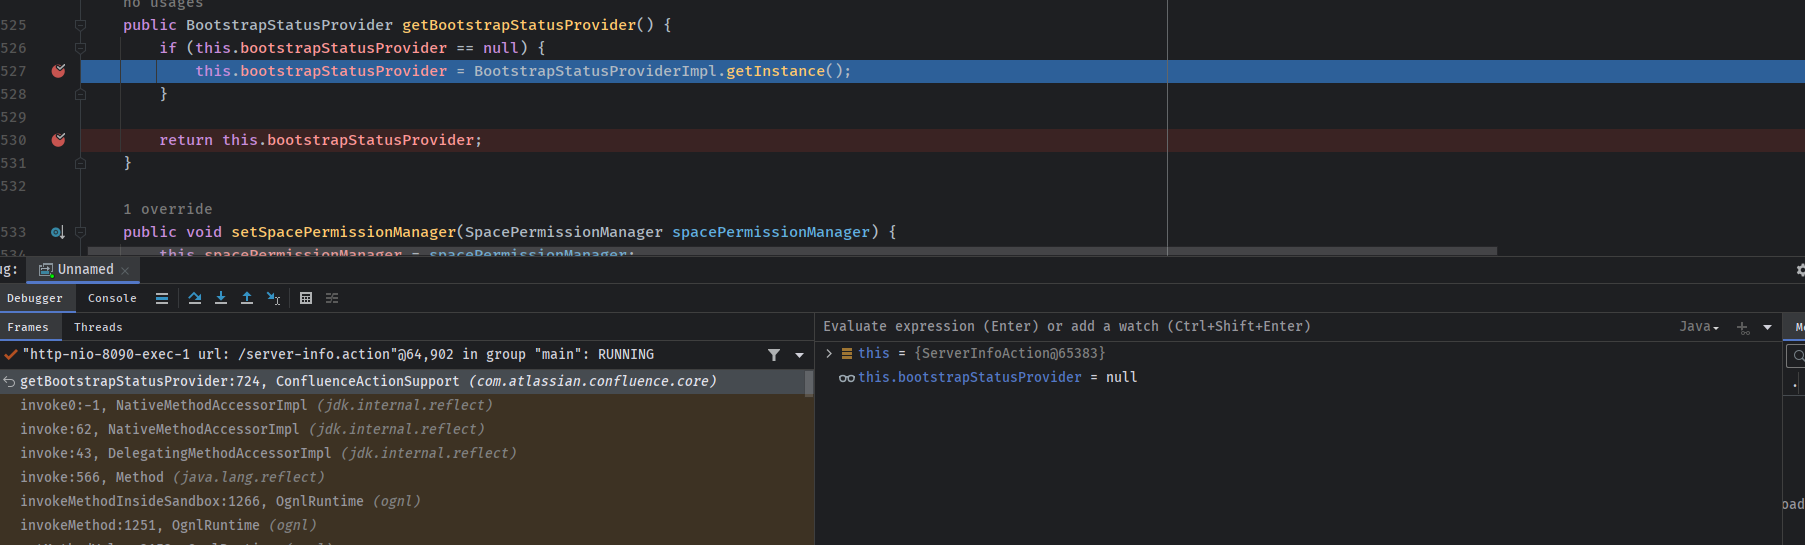 no usages
525 public BootstrapStatusProvider getBootstrapStatusProvider() {
526 if (this.bootstrapStatusProvider == null) {
527 this.bootstrapStatusProvider = BootstrapStatusProviderImpl.getInstance();
528 }
529
530 return this.bootstrapStatusProvider;
531 }
532
1 override
533 public void setSpacePermissionManager(SpacePermissionManager spacePermissionManager) {
534 this.spacePermissionManager = spacePermissionManager;
ug: Unnamed
Debugger Console
Frames Threads
Evaluate expression (Enter) or add a watch (Ctrl+Shift+Enter) Java
"http-nio-8090-exec-1 url: /server-info.action"@64,902 in group "main": RUNNING
this = {ServerInfoAction@65383}
getBootstrapStatusProvider:724, ConfluenceActionSupport (com.atlassian.confluence.core)
this.bootstrapStatusProvider = null
invoke0:-1, NativeMethodAccessorImpl (jdk.internal.reflect)
invoke:62, NativeMethodAccessorImpl (jdk.internal.reflect)
invoke:43, DelegatingMethodAccessorImpl (jdk.internal.reflect)
invoke:566, Method (java.lang.reflect)
invokeMethodInsideSandbox:1266, OgnlRuntime (ognl)
oad
invokeMethod:1251, OgnlRuntime (ognl)